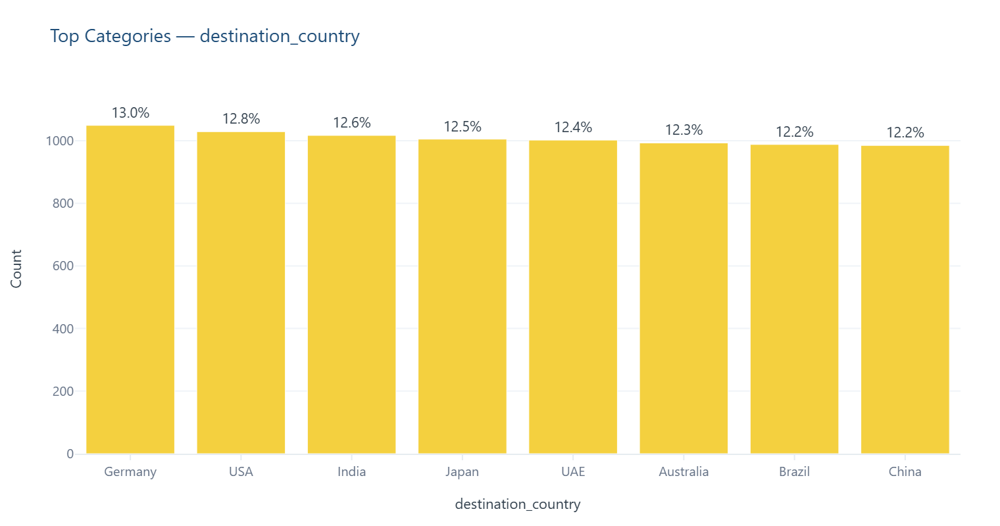 Top Categories — destination_country
13.0%
12.8%
12.6%
12.5%
12.4%
12.3%
12.2%
12.2%
1000
800
600
400
200
0
Count
Germany
USA
India
Japan
UAE
Australia
Brazil
China
destination_country